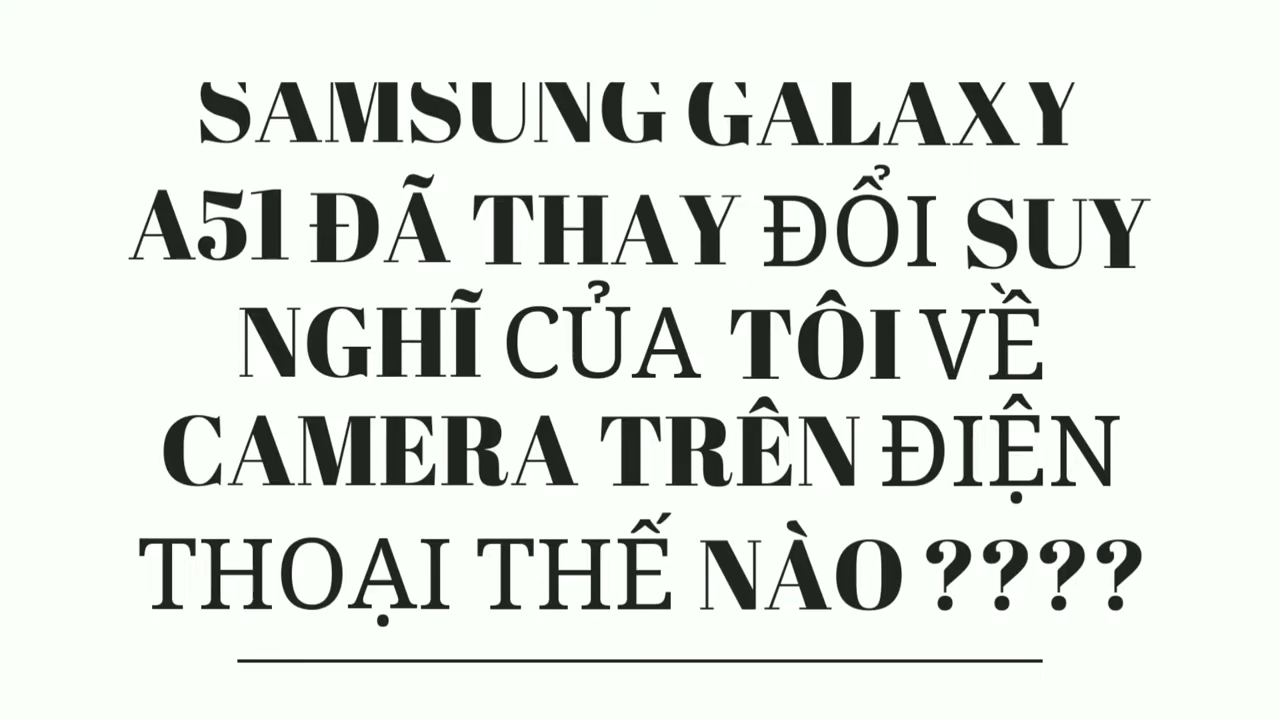 SAMSUNG GALAXY
A51 ĐÃ THAY ĐỔI SUY
NGHĨ CỦA TÔI VỀ
CAMERA TRÊN ĐIỆN
THOẠI THẾ NÀO ????